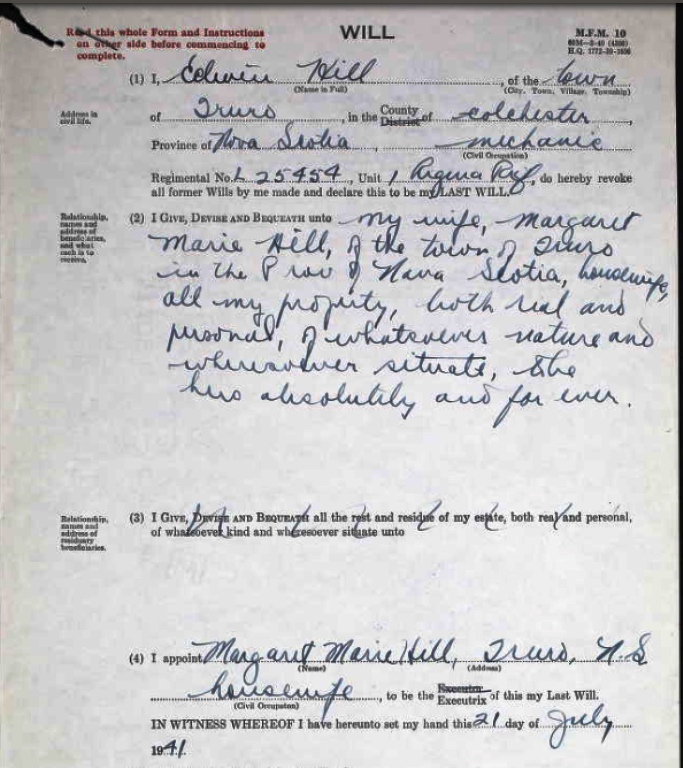 Read this whole Form and Instructions
on other side before commencing to
complete.
WILL
M.F.M. 10
(1) I, Edwin Hill, of the town
(Name in Full) (City, Town, Village, Township)
Address in
civil life.
of Truro, in the County District of Colchester,
Province of Nova Scotia, mechanic
(Civil Occupation)
Regimental No. L 25454, Unit 1 Regina Rif, do hereby revoke
all former Wills by me made and declare this to be my LAST WILL.
Relationship,
names and
address of
beneficiaries,
and what
each is to
receive.
(2) I GIVE, DEVISE AND BEQUEATH unto my wife, Margaret
Marie Hill, of the town of Truro
in the Prov of Nova Scotia, housewife,
all my property, both real and
personal, of whatsoever nature and
wheresoever situate, the
hers absolutely and for ever.
Relationship,
names and
address of
residuary
beneficiaries.
(3) I GIVE, DEVISE AND BEQUEATH all the rest and residue of my estate, both real and personal,
of whatsoever kind and wheresoever situate unto
(4) I appoint Margaret Marie Hill, Truro, N.S.
(Name) (Address)
housewife, to be the Executor Executrix of this my Last Will.
(Civil Occupaton)
IN WITNESS WHEREOF I have hereunto set my hand this 21 day of July
1941.